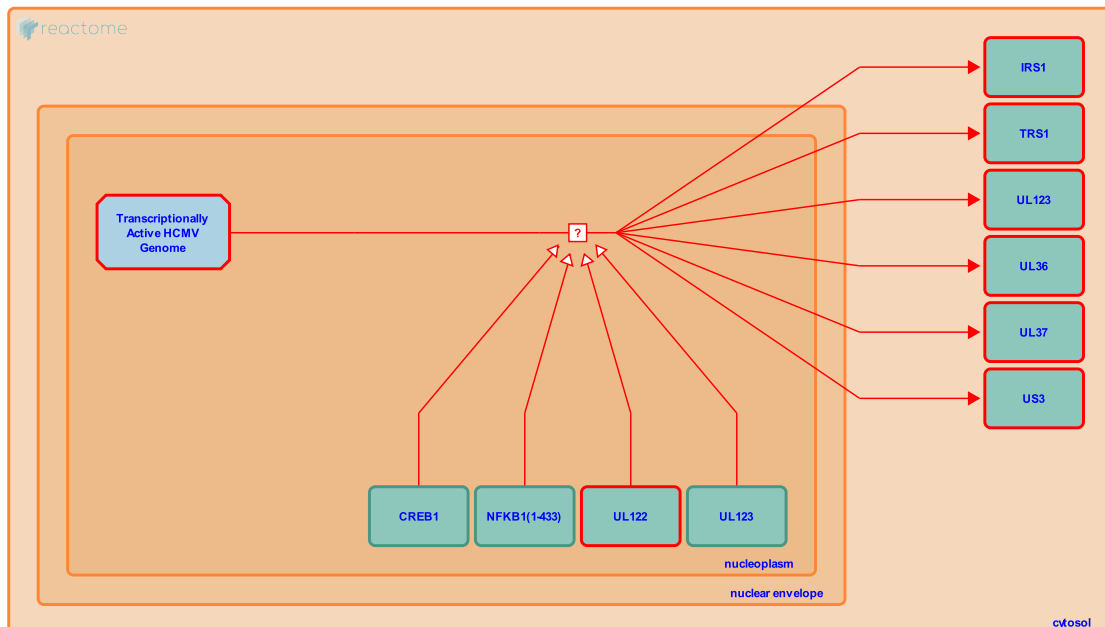 reactome
IRS1
TRS1
UL123
UL36
UL37
US3
Transcriptionally
Active HCMV
Genome
?
CREB1
NFKB1(1-433)
UL122
UL123
nucleoplasm
nuclear envelope
cytosol